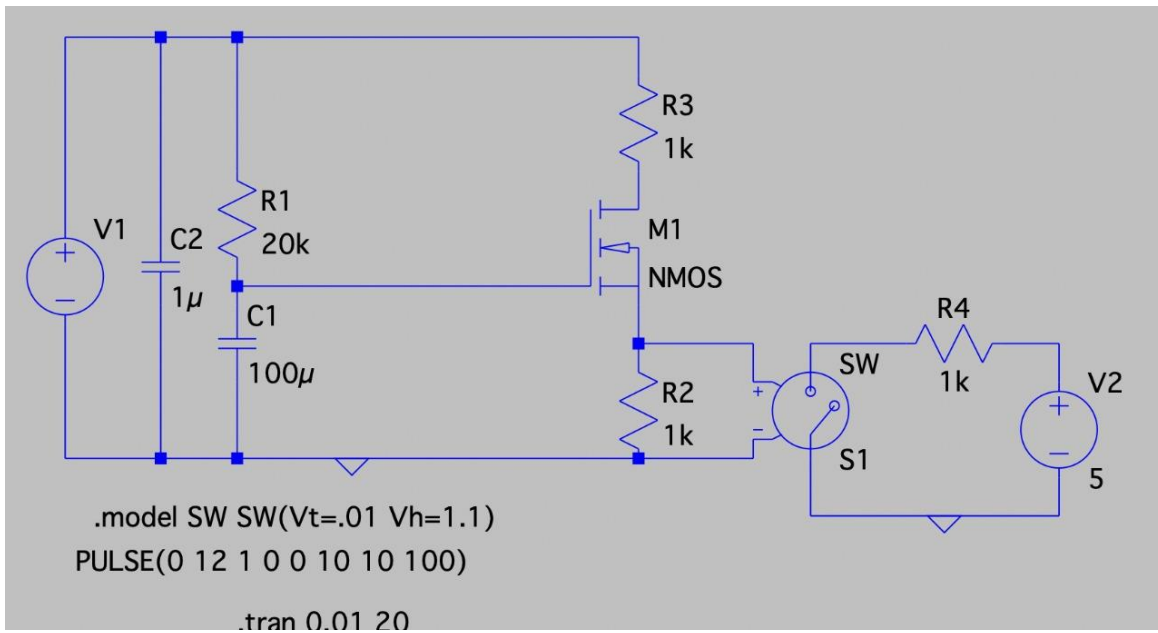 R3
1k
R1
20k
V1
C2
1µ
M1
NMOS
C1
100µ
R4
1k
SW
V2
R2
1k
S1
5
.model SW SW(Vt=.01 Vh=1.1)
PULSE(0 12 1 0 0 10 10 100)
.tran 0.01 20